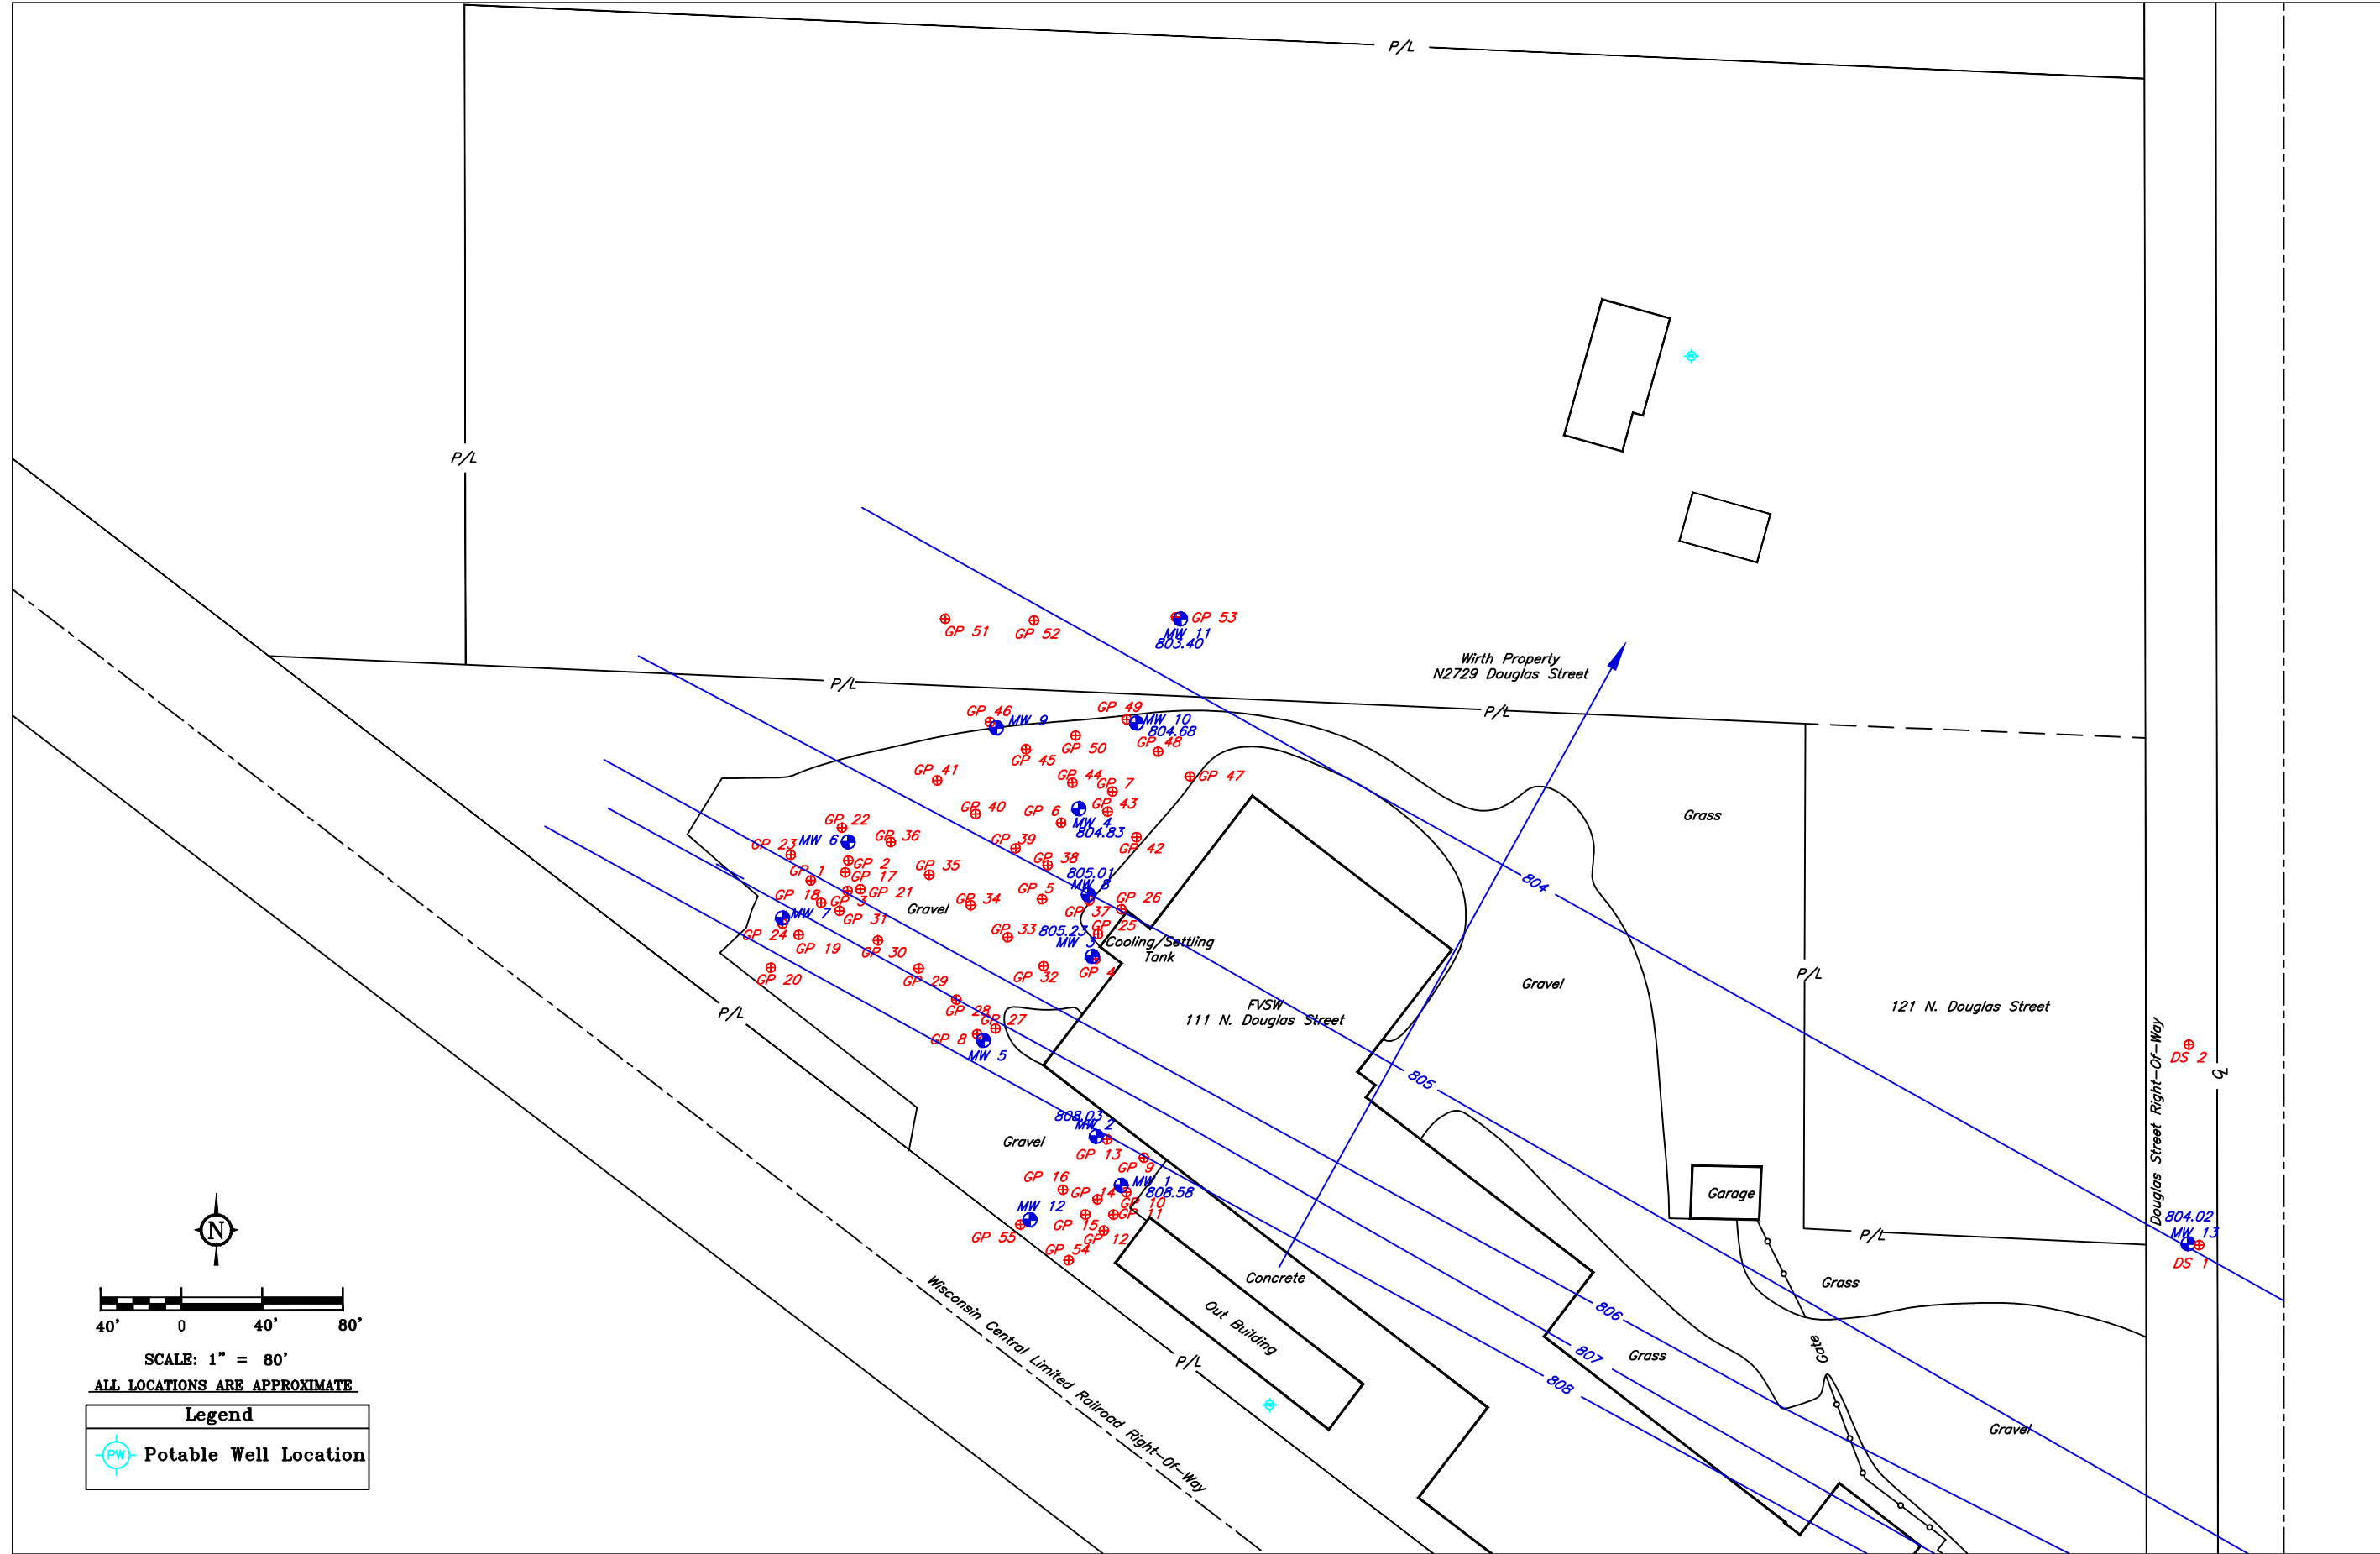 P/L
P/L
GP 51
GP 52
GP 53
MW 11
803.40
Wirth Property
N2729 Douglas Street
P/L
P/L
GP 46
MW 9
GP 49
MW 10
804.68
GP 50
GP 48
GP 45
GP 41
GP 44
GP 7
GP 47
GP 40
GP 6
GP 43
MW 4
804.83
GP 42
Grass
GP 22
MW 6
GP 36
GP 39
GP 23
GP 38
GP 2
GP 35
GP 1
GP 17
805.01
MW 8
804
GP 18
GP 3
GP 21
GP 5
GP 26
GP 34
Gravel
GP 37
MW 7
GP 31
GP 25
GP 24
GP 19
GP 30
GP 33
805.23
MW 3
Cooling/Settling
Tank
GP 20
GP 29
GP 32
GP 4
P/L
Gravel
FVSW
111 N. Douglas Street
121 N. Douglas Street
GP 28
GP 27
GP 8
MW 5
P/L
DS 2
805
Douglas Street Right-Of-Way
808.03
MW 2
Gravel
GP 13
GP 9
GP 16
GP 14
MW 1
808.58
GP 10
MW 12
GP 11
GP 15
GP 12
GP 55
GP 54
Garage
804.02
MW 13
DS 1
P/L
Concrete
Grass
Out Building
806
Gate
Grass
807
808
P/L
Wisconsin Central Limited Railroad Right-Of-Way
Gravel
N
40' 0 40' 80'
SCALE: 1" = 80'
ALL LOCATIONS ARE APPROXIMATE
Legend
PW Potable Well Location